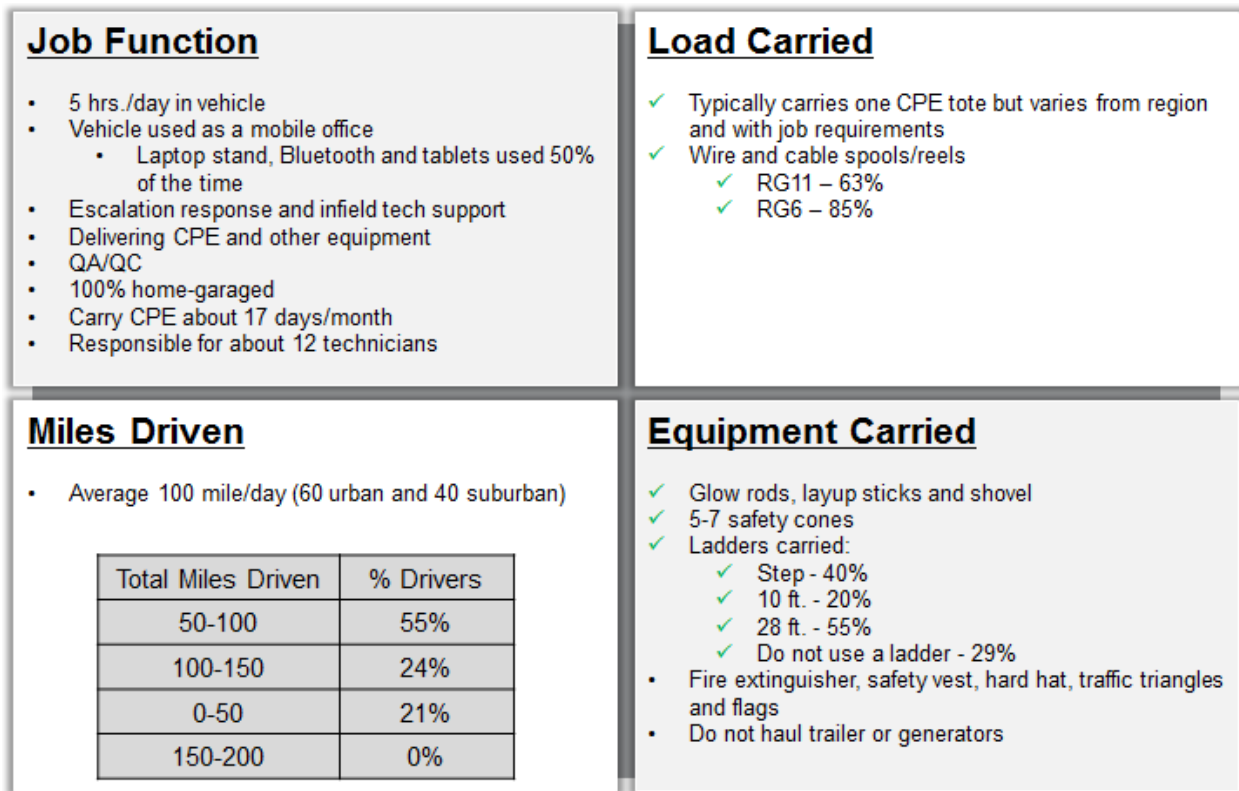 Job Function
• 5 hrs./day in vehicle
• Vehicle used as a mobile office
• Laptop stand, Bluetooth and tablets used 50%
of the time
• Escalation response and infield tech support
• Delivering CPE and other equipment
• QA/QC
• 100% home-garaged
• Carry CPE about 17 days/month
• Responsible for about 12 technicians
Load Carried
✓ Typically carries one CPE tote but varies from region
and with job requirements
✓ Wire and cable spools/reels
✓ RG11 – 63%
✓ RG6 – 85%
Miles Driven
• Average 100 mile/day (60 urban and 40 suburban)
Total Miles Driven % Drivers
50-100 55%
100-150 24%
0-50 21%
150-200 0%
Equipment Carried
✓ Glow rods, layup sticks and shovel
✓ 5-7 safety cones
✓ Ladders carried:
✓ Step - 40%
✓ 10 ft. - 20%
✓ 28 ft. - 55%
✓ Do not use a ladder - 29%
• Fire extinguisher, safety vest, hard hat, traffic triangles
and flags
• Do not haul trailer or generators